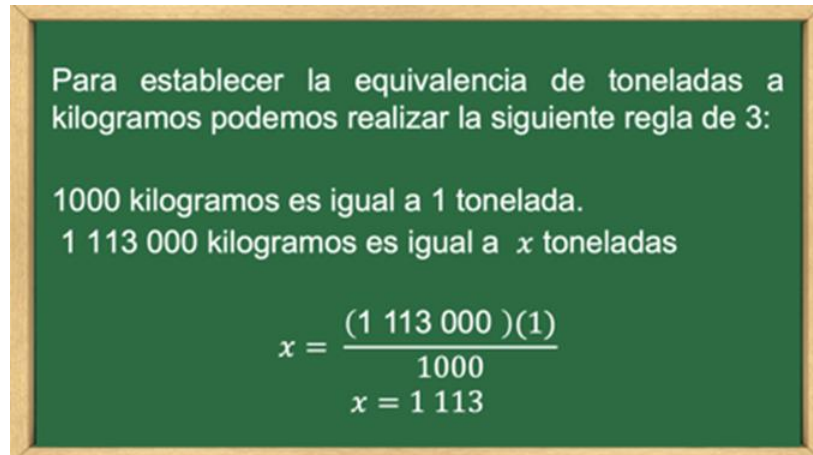 Para establecer la equivalencia de toneladas a
kilogramos podemos realizar la siguiente regla de 3:
1000 kilogramos es igual a 1 tonelada.
1 113 000 kilogramos es igual a x toneladas
x = (1 113 000 )(1)
1000
x = 1 113